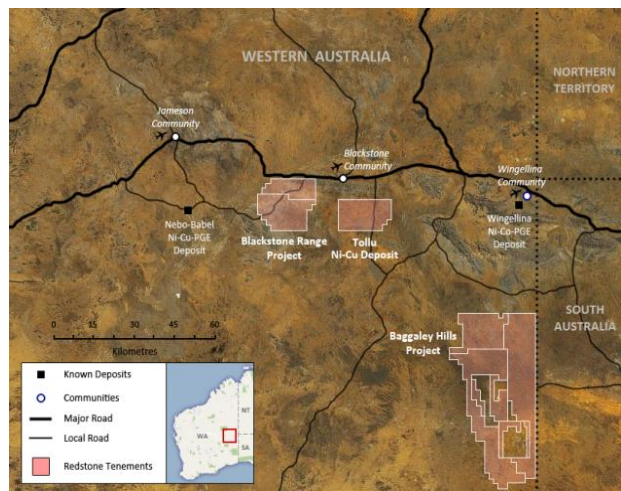 WESTERN AUSTRALIA
NORTHERN
TERRITORY
Jameson
Community
Blackstone
Community
Wingellina
Community
Nebo-Babel
Ni-Cu-PGE
Deposit
Blackstone Range
Project
Tollu
Ni-Cu Deposit
Wingellina
Ni-Co-PGE
Deposit
SOUTH
AUSTRALIA
Baggaley Hills
Project
0 15 30 60
Kilometres
Known Deposits
Communities
Major Road
Local Road
Redstone Tenements
WA
NT
SA